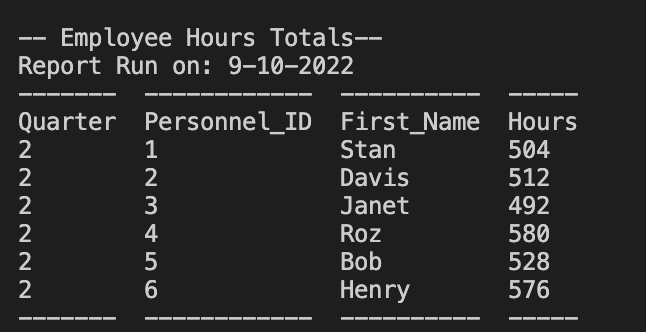 -- Employee Hours Totals--
Report Run on: 9-10-2022
-------  ------------  ----------  -----
Quarter  Personnel_ID  First_Name  Hours
2        1             Stan        504
2        2             Davis       512
2        3             Janet       492
2        4             Roz         580
2        5             Bob         528
2        6             Henry       576
-------  ------------  ----------  -----